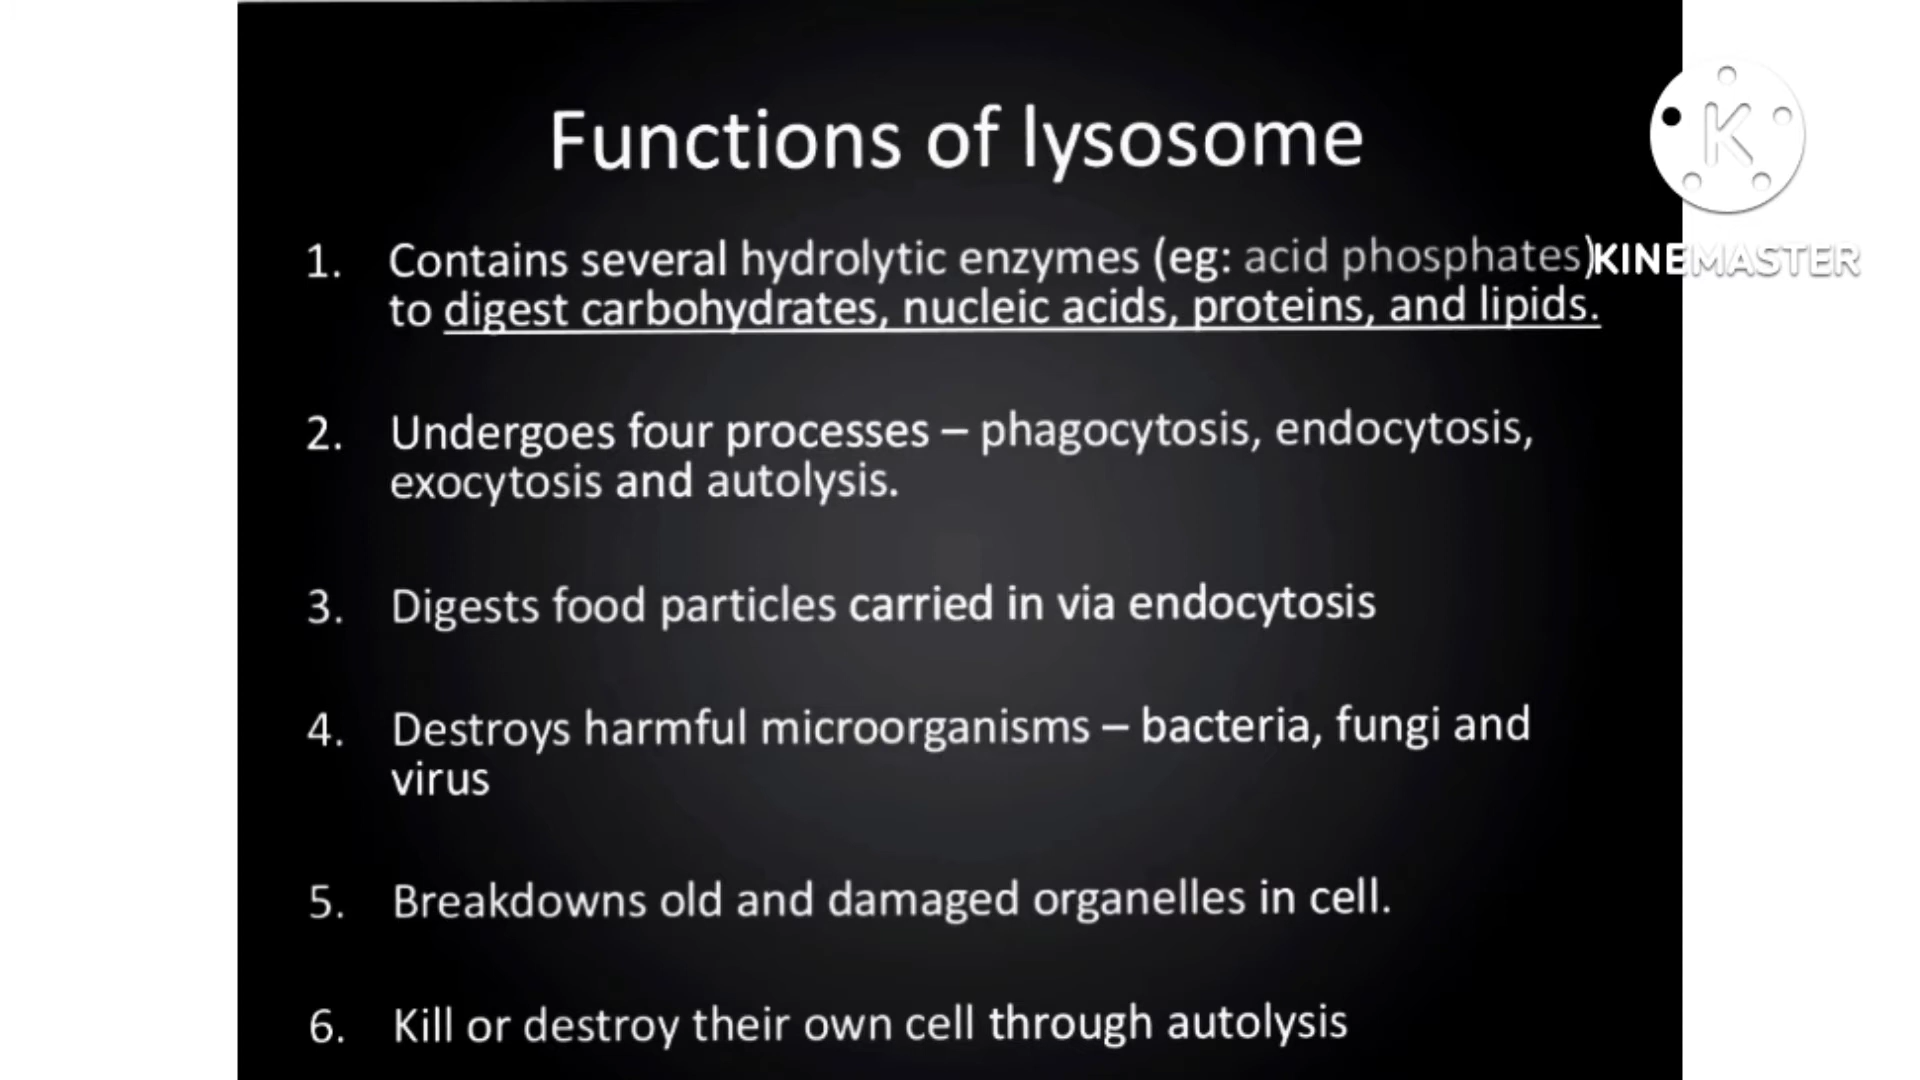 Functions of lysosome
1. Contains several hydrolytic enzymes (eg: acid phosphates)
to digest carbohydrates, nucleic acids, proteins, and lipids.
2. Undergoes four processes – phagocytosis, endocytosis,
exocytosis and autolysis.
3. Digests food particles carried in via endocytosis
4. Destroys harmful microorganisms – bacteria, fungi and
virus
5. Breakdowns old and damaged organelles in cell.
6. Kill or destroy their own cell through autolysis
K
KINEMASTER